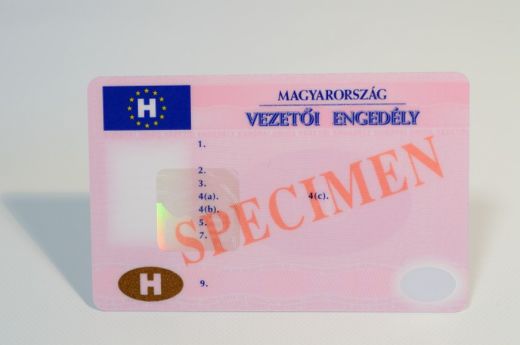 H
MAGYARORSZÁG
VEZETŐI ENGEDÉLY
1.
2.
3.
4(a). 4(c).
4(b).
5.
7.
SPECIMEN
H
9.